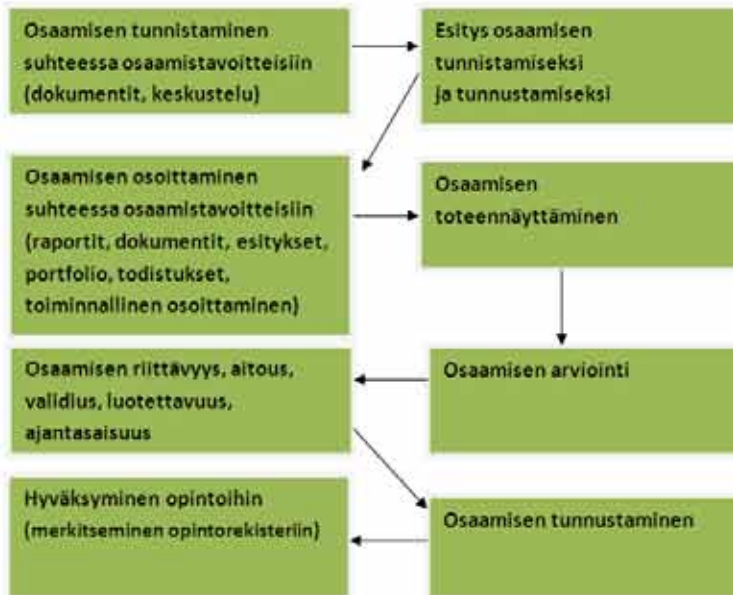 Osaamisen tunnistaminen
suhteessa osaamistavoitteisiin
(dokumentit, keskustelu)
Esitys osaamisen
tunnistamiseksi
ja tunnustamiseksi
Osaamisen osoittaminen
suhteessa osaamistavoitteisiin
(raportit, dokumentit, esitykset,
portfolio, todistukset,
toiminnallinen osoittaminen)
Osaamisen
toteennäyttäminen
Osaamisen arviointi
Osaamisen riittävyys, aitous,
validius, luotettavuus,
ajantasaisuus
Osaamisen tunnustaminen
Hyväksyminen opintoihin
(merkitseminen opintorekisteriin)